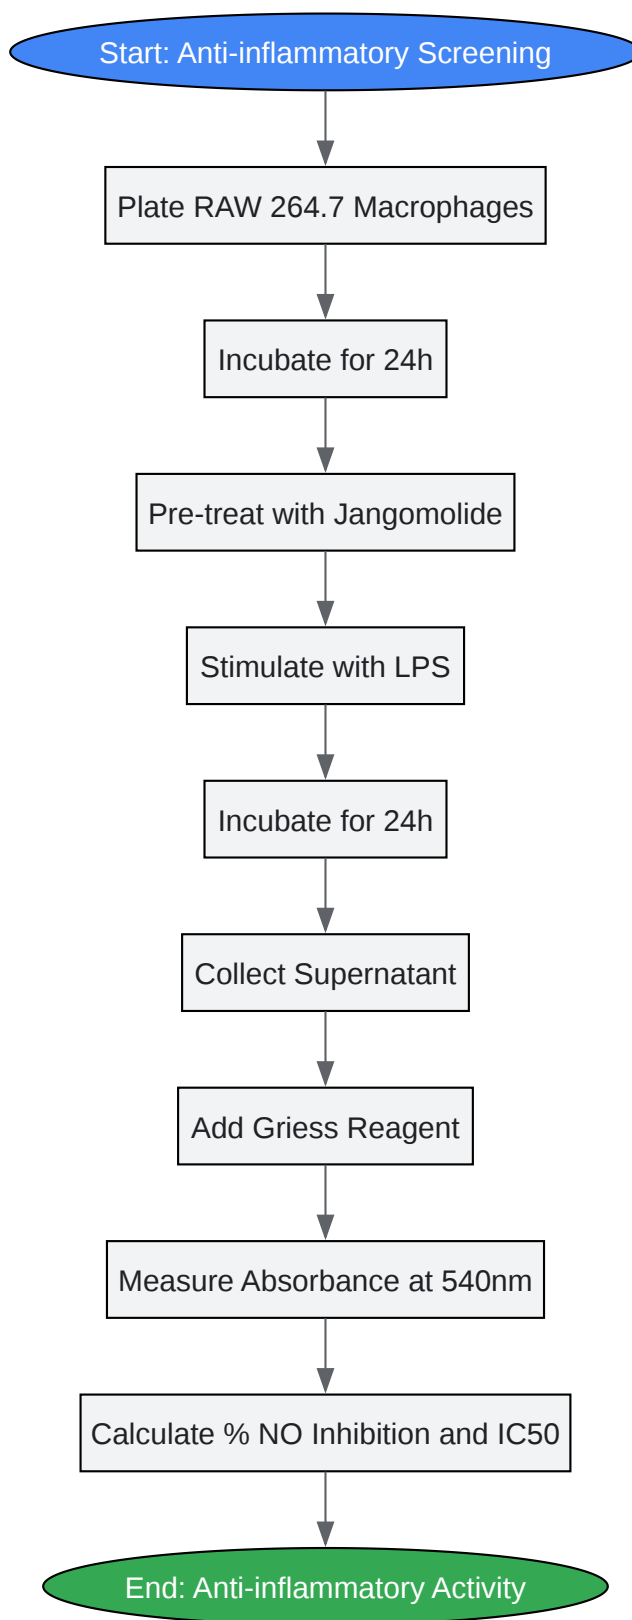 Start: Anti-inflammatory Screening
Plate RAW 264.7 Macrophages
Incubate for 24h
Pre-treat with Jangomolide
Stimulate with LPS
Incubate for 24h
Collect Supernatant
Add Griess Reagent
Measure Absorbance at 540nm
Calculate % NO Inhibition and IC50
End: Anti-inflammatory Activity